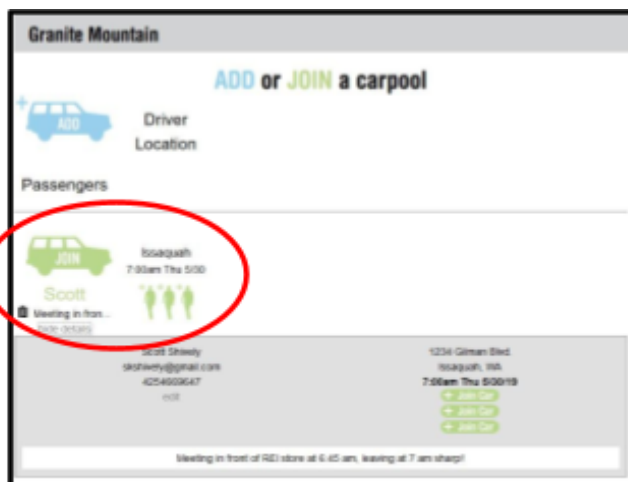 Granite Mountain
ADD or JOIN a carpool
ADD
Driver
Location
Passengers
JOIN
Issaquah
7:00am Thu 5/30
Scott
Meeting in fron...
hide details
Scott Shively
skshively@gmail.com
edit
1234 Gilman Blvd.
Issaquah, WA
7:00am Thu 5/30/19
+ Join Car
+ Join Car
+ Join Car
Meeting in front of REI store at 6:45 am, leaving at 7 am sharp!